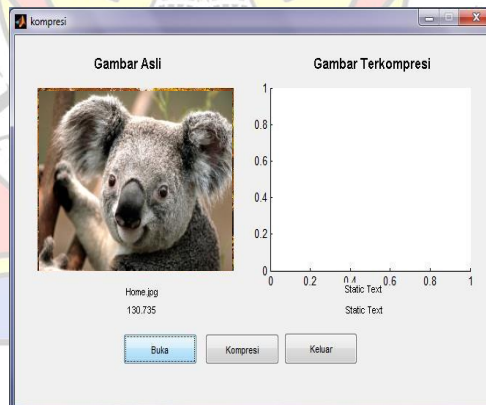 kompresi
Gambar Asli
Gambar Terkompresi
1
0.8
0.6
0.4
0.2
0
0 0.2 0.4 0.6 0.8 1
Home.jpg
Static Text
130.735
Static Text
Buka
Kompresi
Keluar